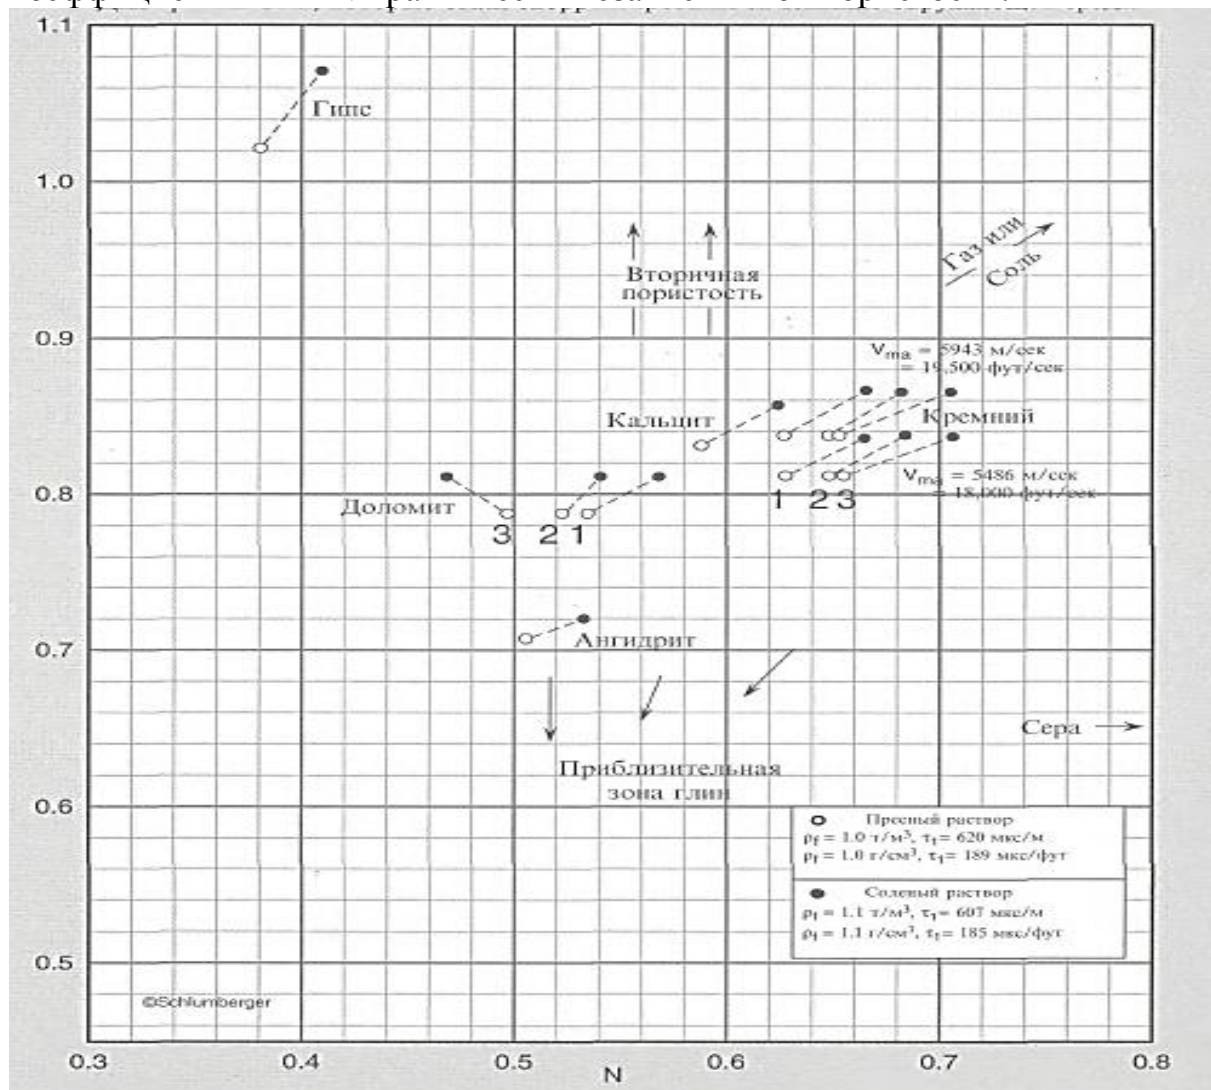 1.1
Гипс
1.0
Газ или
Соль
Вторичная
пористость
0.9
Vma = 5943 м/сек
= 19,500 фут/сек
Кальцит
Кремний
0.8
Vma = 5486 м/сек
= 18,000 фут/сек
Доломит
1 2 3
3 2 1
Ангидрит
0.7
Сера
Приблизительная
зона глин
0.6
Пресный раствор
ρf = 1.0 т/м³, τf = 620 мкс/м
ρf = 1.0 г/см³, τf = 189 мкс/фут
Солевый раствор
ρf = 1.1 т/м³, τf = 607 мкс/м
ρf = 1.1 г/см³, τf = 185 мкс/фут
0.5
©Schlumberger
0.3 0.4 0.5 0.6 0.7 0.8
N